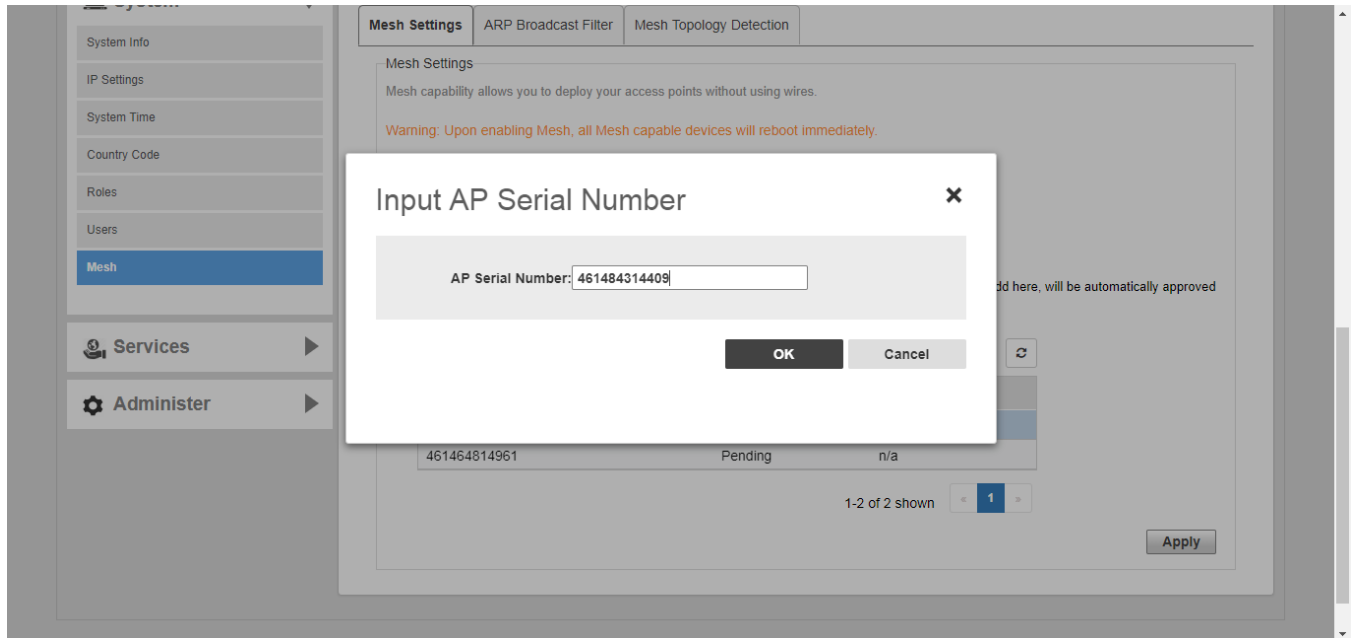 System
System Info
IP Settings
System Time
Country Code
Roles
Users
Mesh
Services
Administer
Mesh Settings ARP Broadcast Filter Mesh Topology Detection
Mesh Settings
Mesh capability allows you to deploy your access points without using wires.
Warning: Upon enabling Mesh, all Mesh capable devices will reboot immediately.
Input AP Serial Number
AP Serial Number: 461484314409
OK Cancel
dd here, will be automatically approved
461464814961 Pending n/a
1-2 of 2 shown « 1 »
Apply